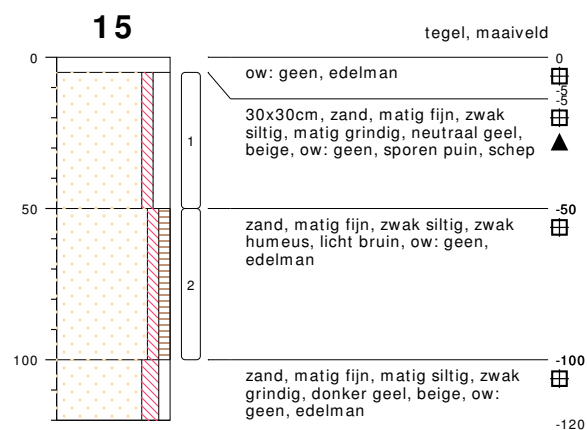 15
tegel, maaiveld
0
0
ow: geen, edelman
-5
-5
30x30cm, zand, matig fijn, zwak
siltig, matig grindig, neutraal geel,
beige, ow: geen, sporen puin, schep
1
50
-50
zand, matig fijn, zwak siltig, zwak
humeus, licht bruin, ow: geen,
edelman
2
100
-100
zand, matig fijn, matig siltig, zwak
grindig, donker geel, beige, ow:
geen, edelman
-120